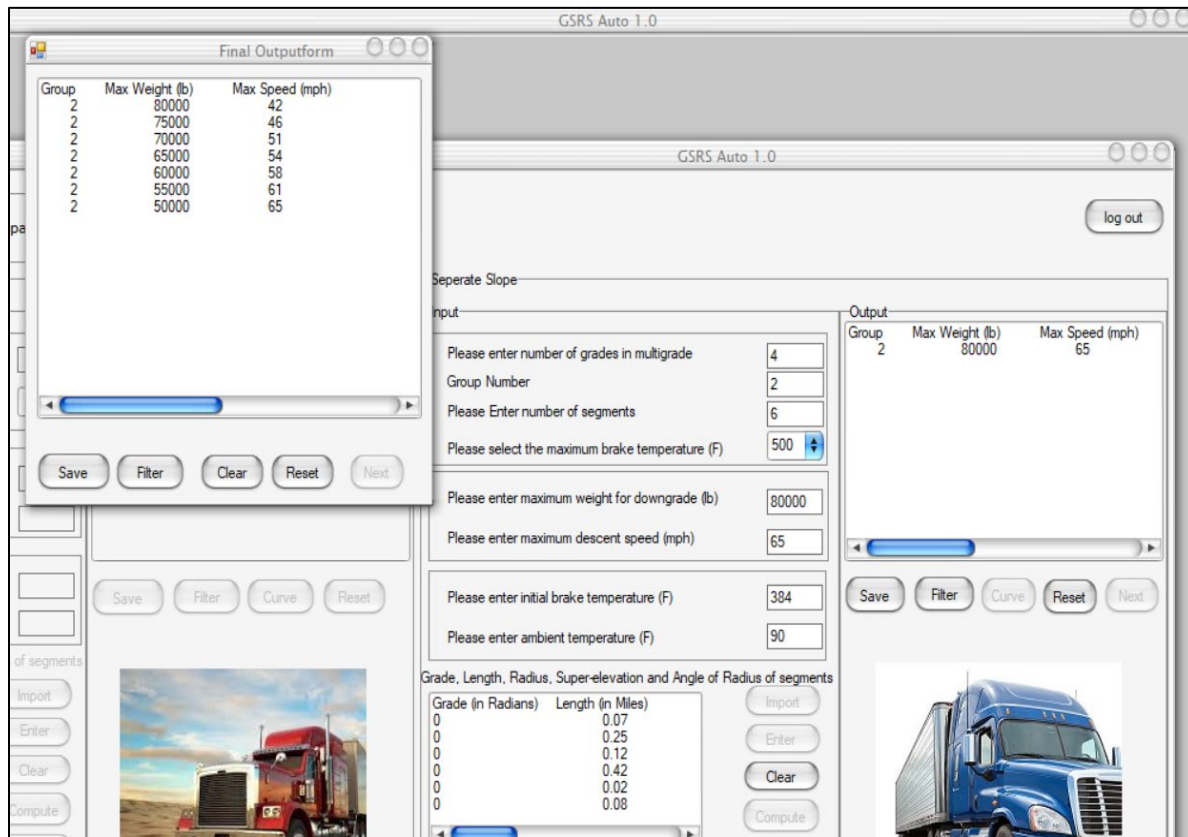 GSRS Auto 1.0
Final Outputform
Group Max Weight (lb) Max Speed (mph)
2 80000 42
2 75000 46
2 70000 51
2 65000 54
2 60000 58
2 55000 61
2 50000 65
Save Filter Clear Reset Next
GSRS Auto 1.0
log out
Seperate Slope
Input
Please enter number of grades in multigrade 4
Group Number 2
Please Enter number of segments 6
Please select the maximum brake temperature (F) 500
Please enter maximum weight for downgrade (lb) 80000
Please enter maximum descent speed (mph) 65
Please enter initial brake temperature (F) 384
Please enter ambient temperature (F) 90
Grade, Length, Radius, Super-elevation and Angle of Radius of segments
Grade (in Radians) Length (in Miles)
0 0.07
0 0.25
0 0.12
0 0.42
0 0.02
0 0.08
Import
Enter
Clear
Compute
Output
Group Max Weight (lb) Max Speed (mph)
2 80000 65
Save Filter Curve Reset Next
Save Filter Curve Reset
of segments
Import
Enter
Clear
Compute